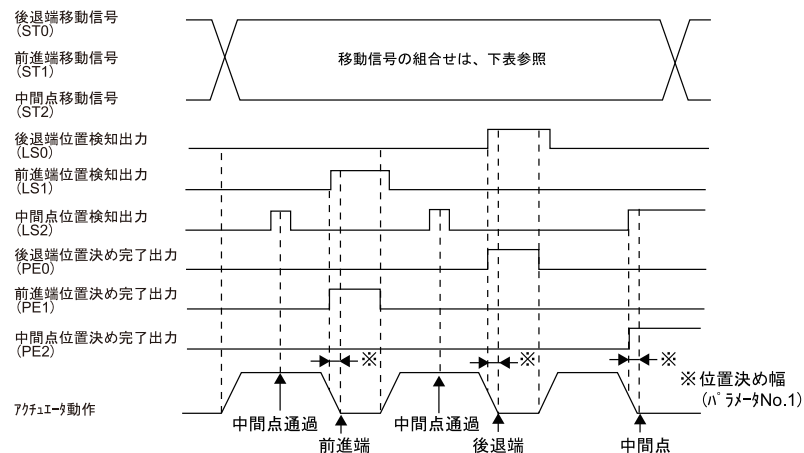 後退端移動信号
(ST0)
前進端移動信号
(ST1)
移動信号の組合せは、下表参照
中間点移動信号
(ST2)
後退端位置検知出力
(LS0)
前進端位置検知出力
(LS1)
中間点位置検知出力
(LS2)
後退端位置決め完了出力
(PE0)
前進端位置決め完了出力
(PE1)
中間点位置決め完了出力
(PE2)
※
※
※
※位置決め幅
(パラメータNo.1)
アクチュエータ動作
中間点通過
中間点通過
前進端
後退端
中間点